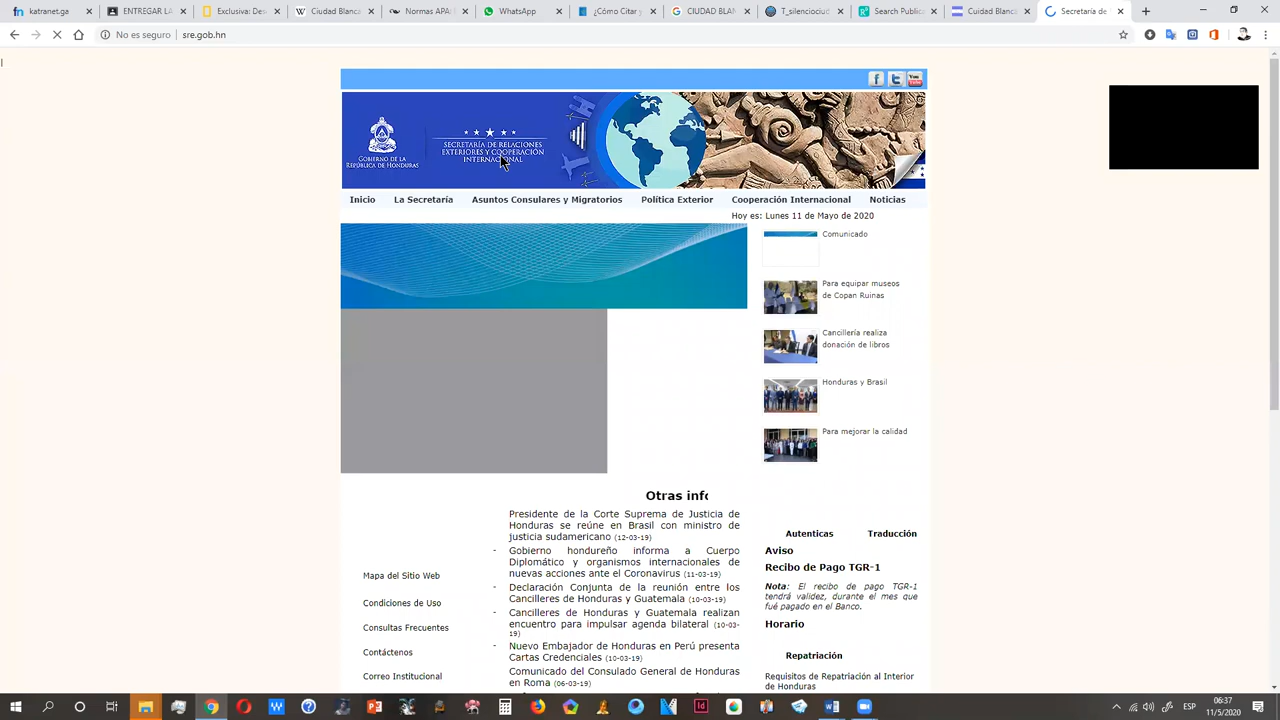 katranet.gr
ENTREGAR LA
Exclusiva: Des
Ciudad Blanca
Normas APA/
WhatsApp
¿Cómo Citar y
CIUDAD BLAN
T_silenciociud
Search Publica
Ciudad Blanca
Secretaría de
No es seguro
sre.gob.hn
f
t
You
GOBIERNO DE LA
REPÚBLICA DE HONDURAS
SECRETARÍA DE RELACIONES
EXTERIORES Y COOPERACIÓN
INTERNACIONAL
Inicio
La Secretaría
Asuntos Consulares y Migratorios
Política Exterior
Cooperación Internacional
Noticias
Hoy es: Lunes 11 de Mayo de 2020
Comunicado
Para equipar museos
de Copan Ruinas
Cancillería realiza
donación de libros
Honduras y Brasil
Para mejorar la calidad
Otras info
Presidente de la Corte Suprema de Justicia de
Honduras se reúne en Brasil con ministro de
justicia sudamericano (12-03-19)
- Gobierno hondureño informa a Cuerpo
Diplomático y organismos internacionales de
nuevas acciones ante el Coronavirus (11-03-19)
- Declaración Conjunta de la reunión entre los
Cancilleres de Honduras y Guatemala (10-03-19)
- Cancilleres de Honduras y Guatemala realizan
encuentro para impulsar agenda bilateral (10-03-
19)
- Nuevo Embajador de Honduras en Perú presenta
Cartas Credenciales (10-03-19)
Comunicado del Consulado General de Honduras
en Roma (06-03-19)
Mapa del Sitio Web
Condiciones de Uso
Consultas Frecuentes
Contáctenos
Correo Institucional
Autenticas
Traducción
Aviso
Recibo de Pago TGR-1
Nota: El recibo de pago TGR-1
tendrá validez, durante el mes que
fué pagado en el Banco.
Horario
Repatriación
Requisitos de Repatriación al Interior
de Honduras
ESP
06:37
11/5/2020